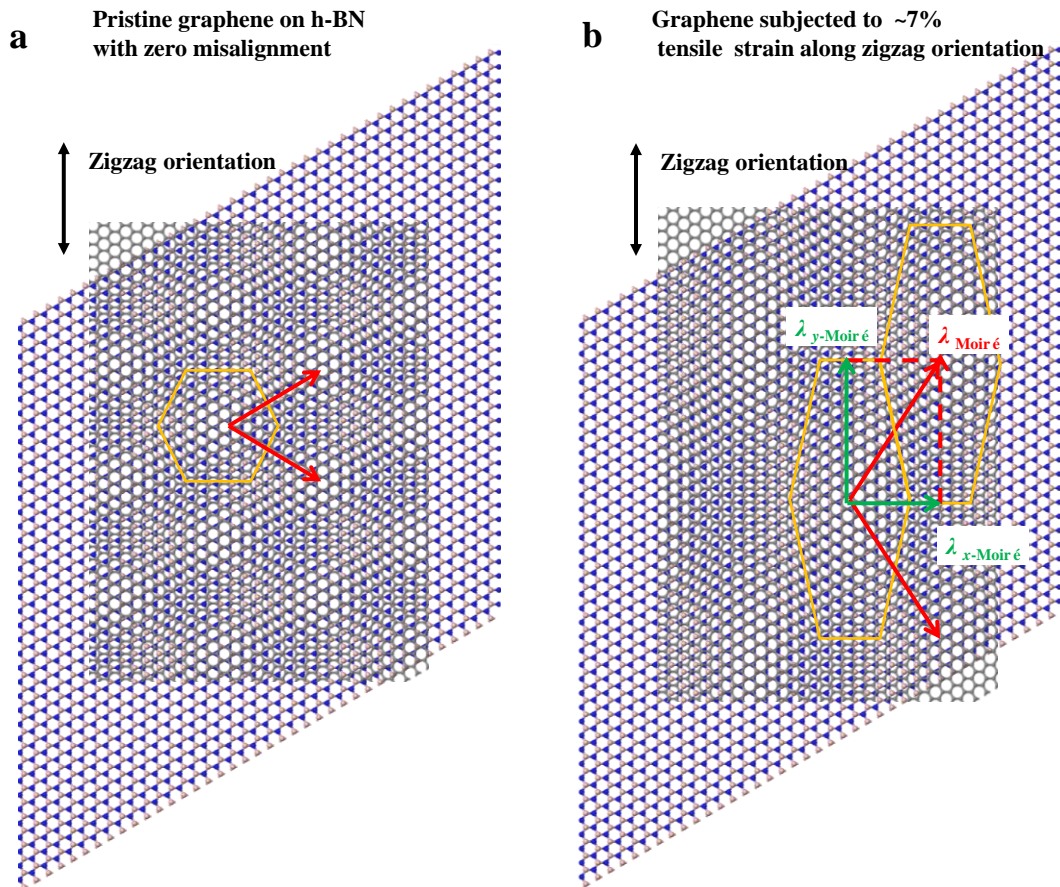 a
Pristine graphene on h-BN
with zero misalignment
Zigzag orientation
b
Graphene subjected to ~7%
tensile strain along zigzag orientation
Zigzag orientation
λ y-Moiré
λ Moiré
λ x-Moiré